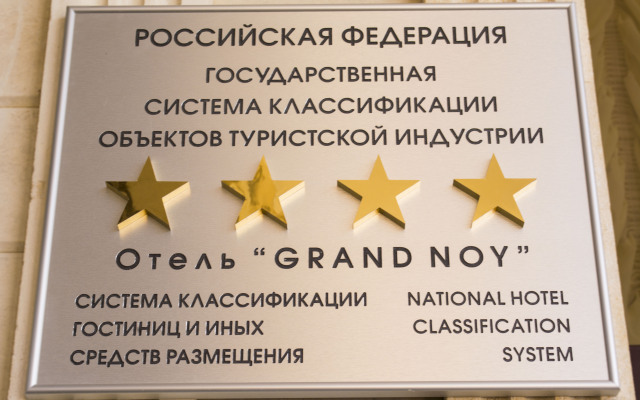 РОССИЙСКАЯ ФЕДЕРАЦИЯ
ГОСУДАРСТВЕННАЯ
СИСТЕМА КЛАССИФИКАЦИИ
ОБЪЕКТОВ ТУРИСТСКОЙ ИНДУСТРИИ
Отель “GRAND NOY”
СИСТЕМА КЛАССИФИКАЦИИ
ГОСТИНИЦ И ИНЫХ
СРЕДСТВ РАЗМЕЩЕНИЯ
NATIONAL HOTEL
CLASSIFICATION
SYSTEM